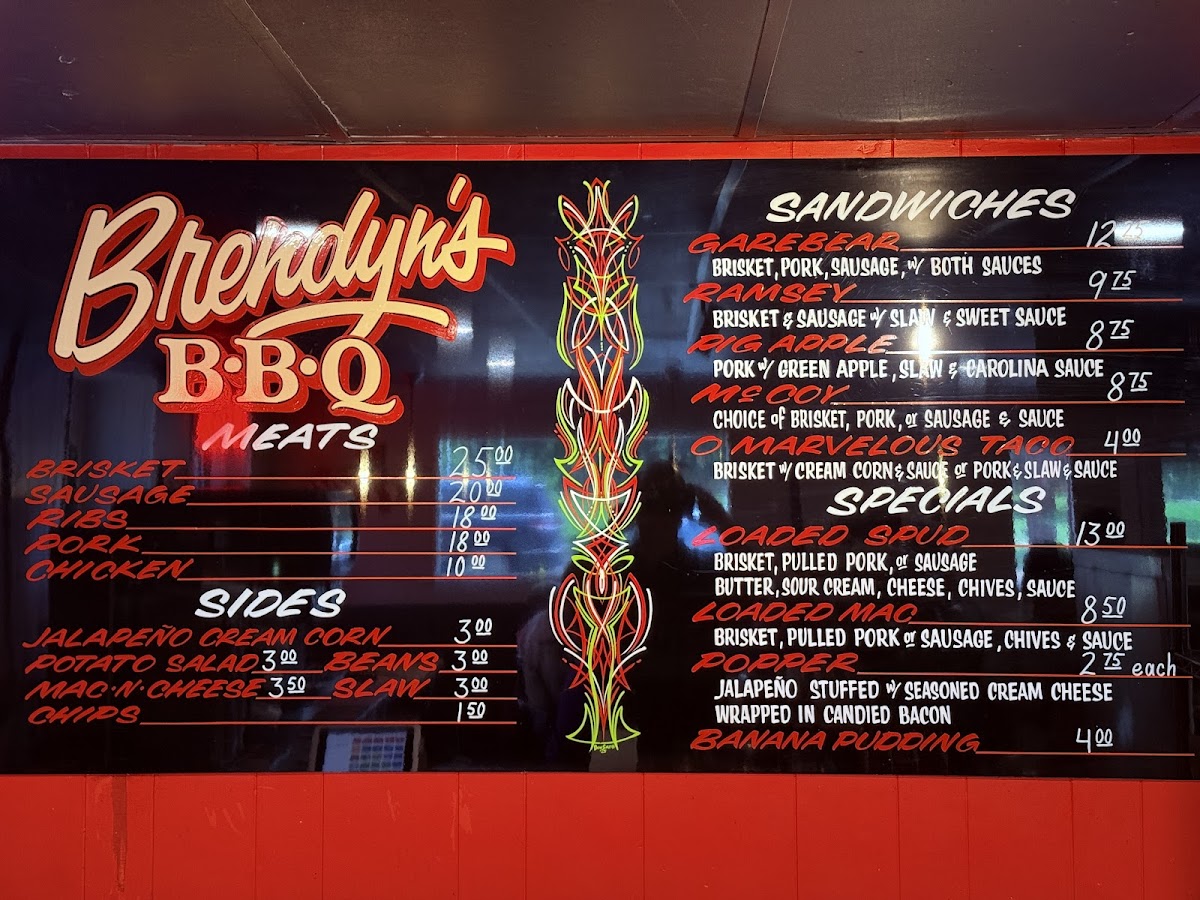 Brendyn's
B·B·Q
MEATS
BRISKET 25.00
SAUSAGE 20.00
RIBS 18.00
PORK 18.00
CHICKEN 10.00
SIDES
JALAPEÑO CREAM CORN 3.00
POTATO SALAD 3.00 BEANS 3.00
MAC·N·CHEESE 3.50 SLAW 3.00
CHIPS 1.50
SANDWICHES
GAREBEAR 12
BRISKET, PORK, SAUSAGE, W/ BOTH SAUCES
RAMSEY 9.75
BRISKET & SAUSAGE W/ SLAW & SWEET SAUCE
PIG APPLE 8.75
PORK W/ GREEN APPLE, SLAW & CAROLINA SAUCE
McCOY 8.75
CHOICE of BRISKET, PORK, or SAUSAGE & SAUCE
O MARVELOUS TACO 4.00
BRISKET W/ CREAM CORN & SAUCE or PORK & SLAW & SAUCE
SPECIALS
LOADED SPUD 13.00
BRISKET, PULLED PORK, or SAUSAGE
BUTTER, SOUR CREAM, CHEESE, CHIVES, SAUCE
LOADED MAC 8.50
BRISKET, PULLED PORK or SAUSAGE, CHIVES & SAUCE
POPPER 2.75 each
JALAPEÑO STUFFED W/ SEASONED CREAM CHEESE
WRAPPED IN CANDIED BACON
BANANA PUDDING 4.00